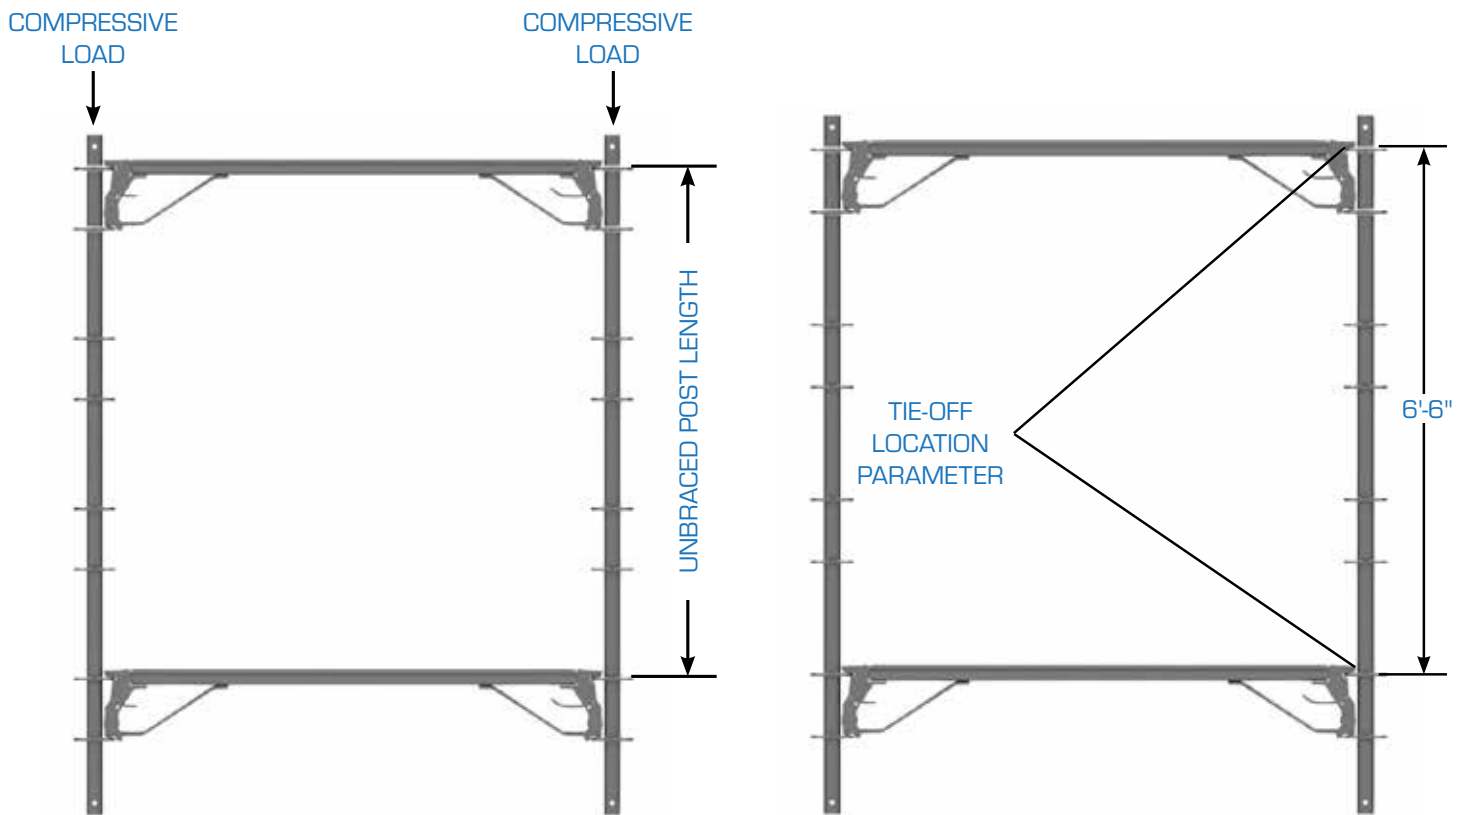 COMPRESSIVE
LOAD
COMPRESSIVE
LOAD
UNBRACED POST LENGTH
TIE-OFF
LOCATION
PARAMETER
6'-6"